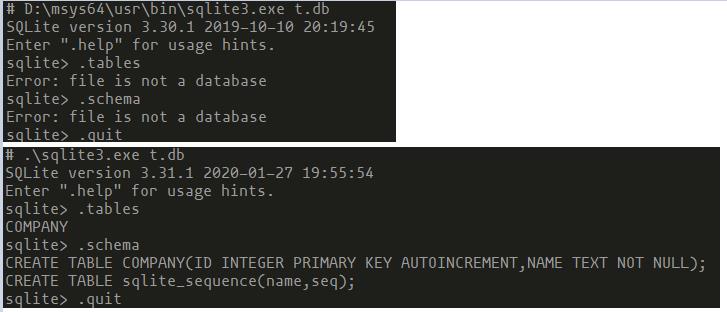 # D:\msys64\usr\bin\sqlite3.exe t.db
SQLite version 3.30.1 2019-10-10 20:19:45
Enter ".help" for usage hints.
sqlite> .tables
Error: file is not a database
sqlite> .schema
Error: file is not a database
sqlite> .quit
# .\sqlite3.exe t.db
SQLite version 3.31.1 2020-01-27 19:55:54
Enter ".help" for usage hints.
sqlite> .tables
COMPANY
sqlite> .schema
CREATE TABLE COMPANY(ID INTEGER PRIMARY KEY AUTOINCREMENT,NAME TEXT NOT NULL);
CREATE TABLE sqlite_sequence(name,seq);
sqlite> .quit